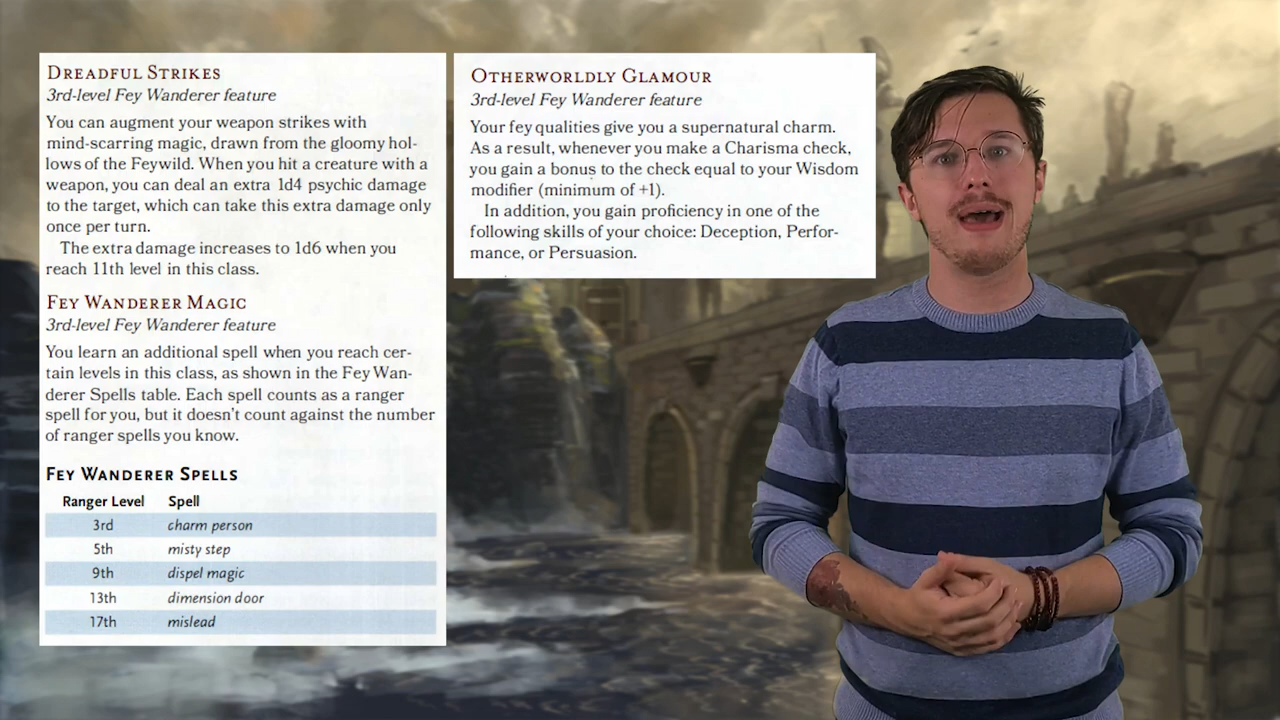 DREADFUL STRIKES
3rd-level Fey Wanderer feature
You can augment your weapon strikes with
mind-scarring magic, drawn from the gloomy hol-
lows of the Feywild. When you hit a creature with a
weapon, you can deal an extra 1d4 psychic damage
to the target, which can take this extra damage only
once per turn.
The extra damage increases to 1d6 when you
reach 11th level in this class.
FEY WANDERER MAGIC
3rd-level Fey Wanderer feature
You learn an additional spell when you reach cer-
tain levels in this class, as shown in the Fey Wan-
derer Spells table. Each spell counts as a ranger
spell for you, but it doesn't count against the number
of ranger spells you know.
FEY WANDERER SPELLS
Ranger Level Spell
3rd charm person
5th misty step
9th dispel magic
13th dimension door
17th mislead
OTHERWORLDLY GLAMOUR
3rd-level Fey Wanderer feature
Your fey qualities give you a supernatural charm.
As a result, whenever you make a Charisma check,
you gain a bonus to the check equal to your Wisdom
modifier (minimum of +1).
In addition, you gain proficiency in one of the
following skills of your choice: Deception, Perfor-
mance, or Persuasion.